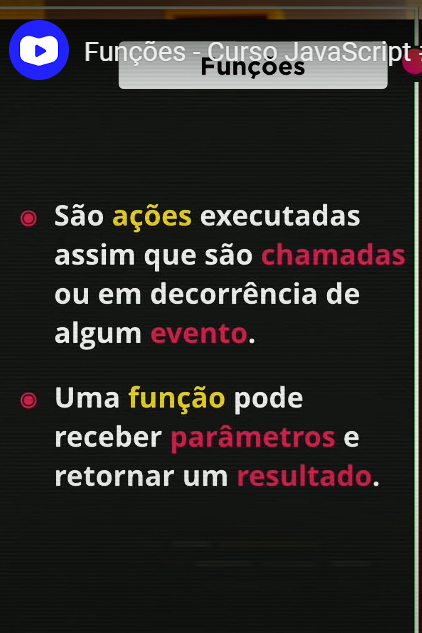 Funções - Curso JavaScript #
Funções
São ações executadas
assim que são chamadas
ou em decorrência de
algum evento.
Uma função pode
receber parâmetros e
retornar um resultado.